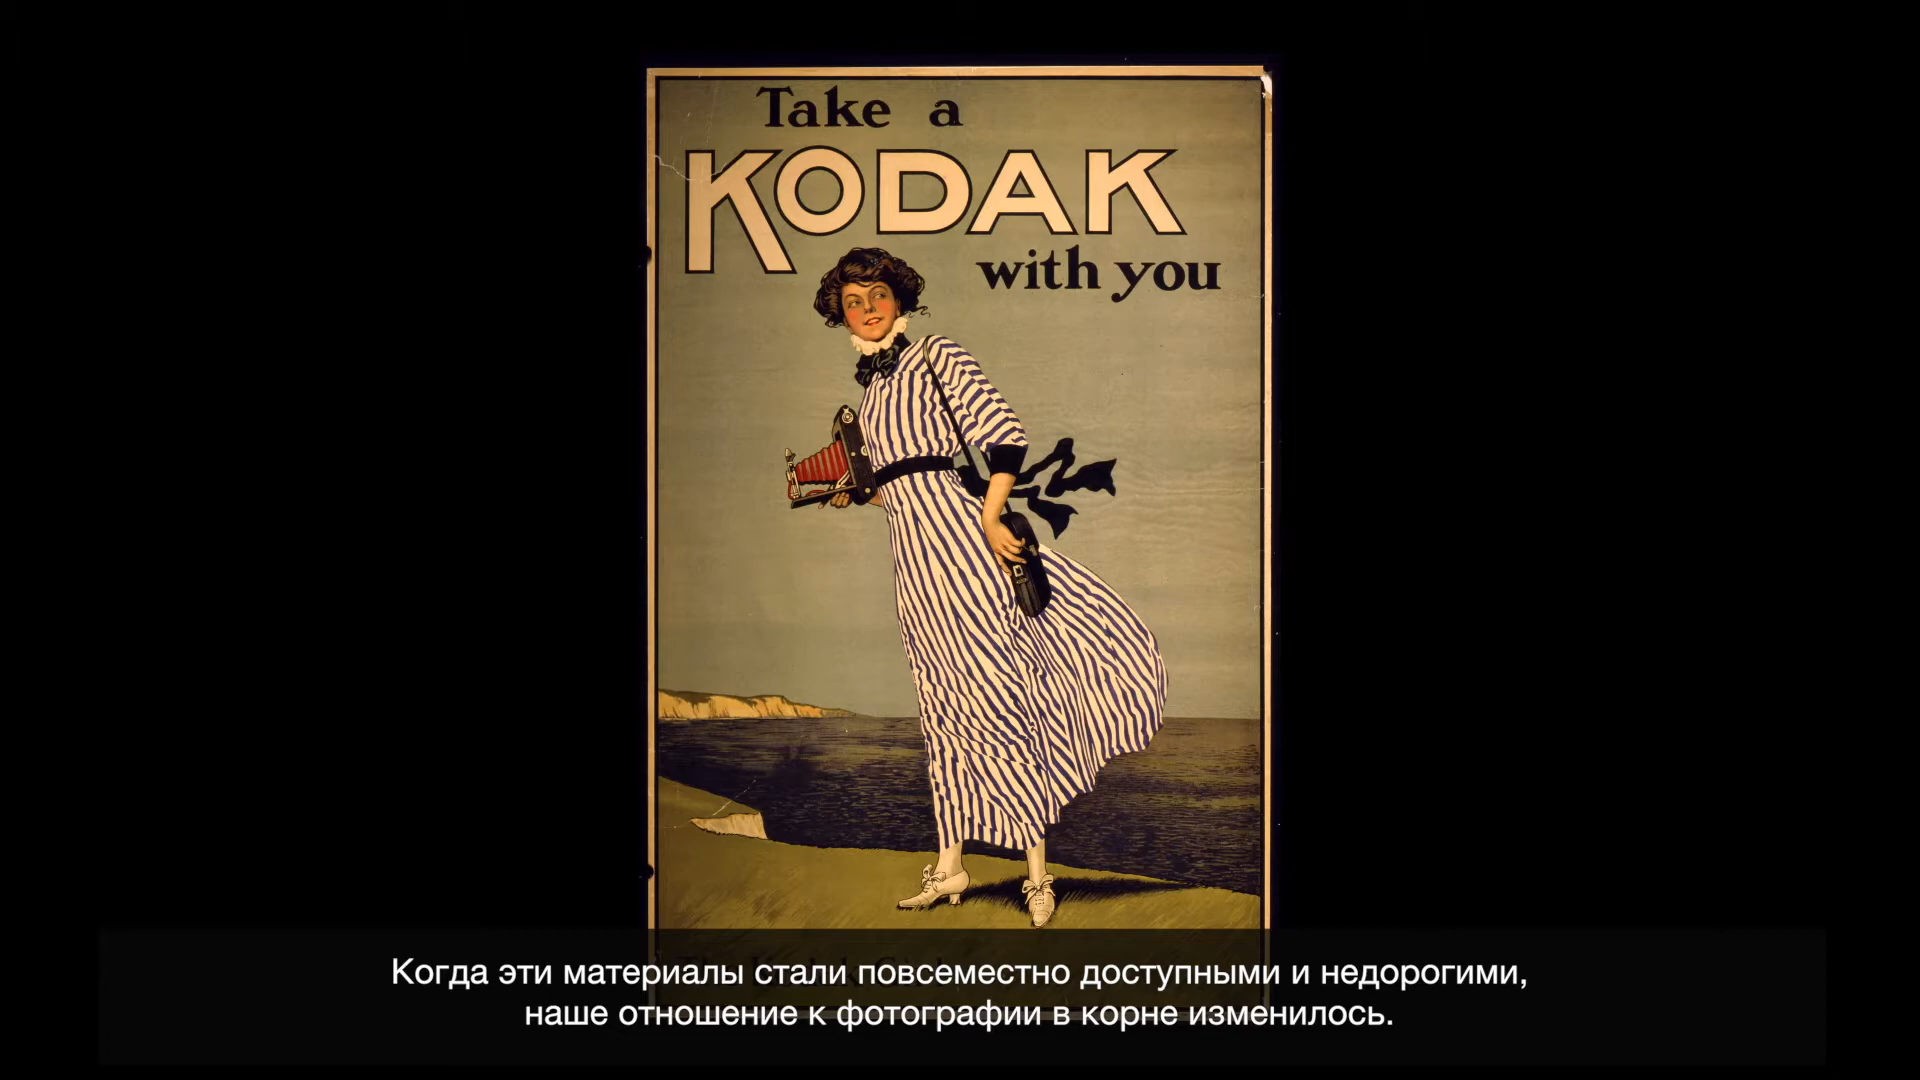 Take a
KODAK
with you
Когда эти материалы стали повсеместно доступными и недорогими,
наше отношение к фотографии в корне изменилось.